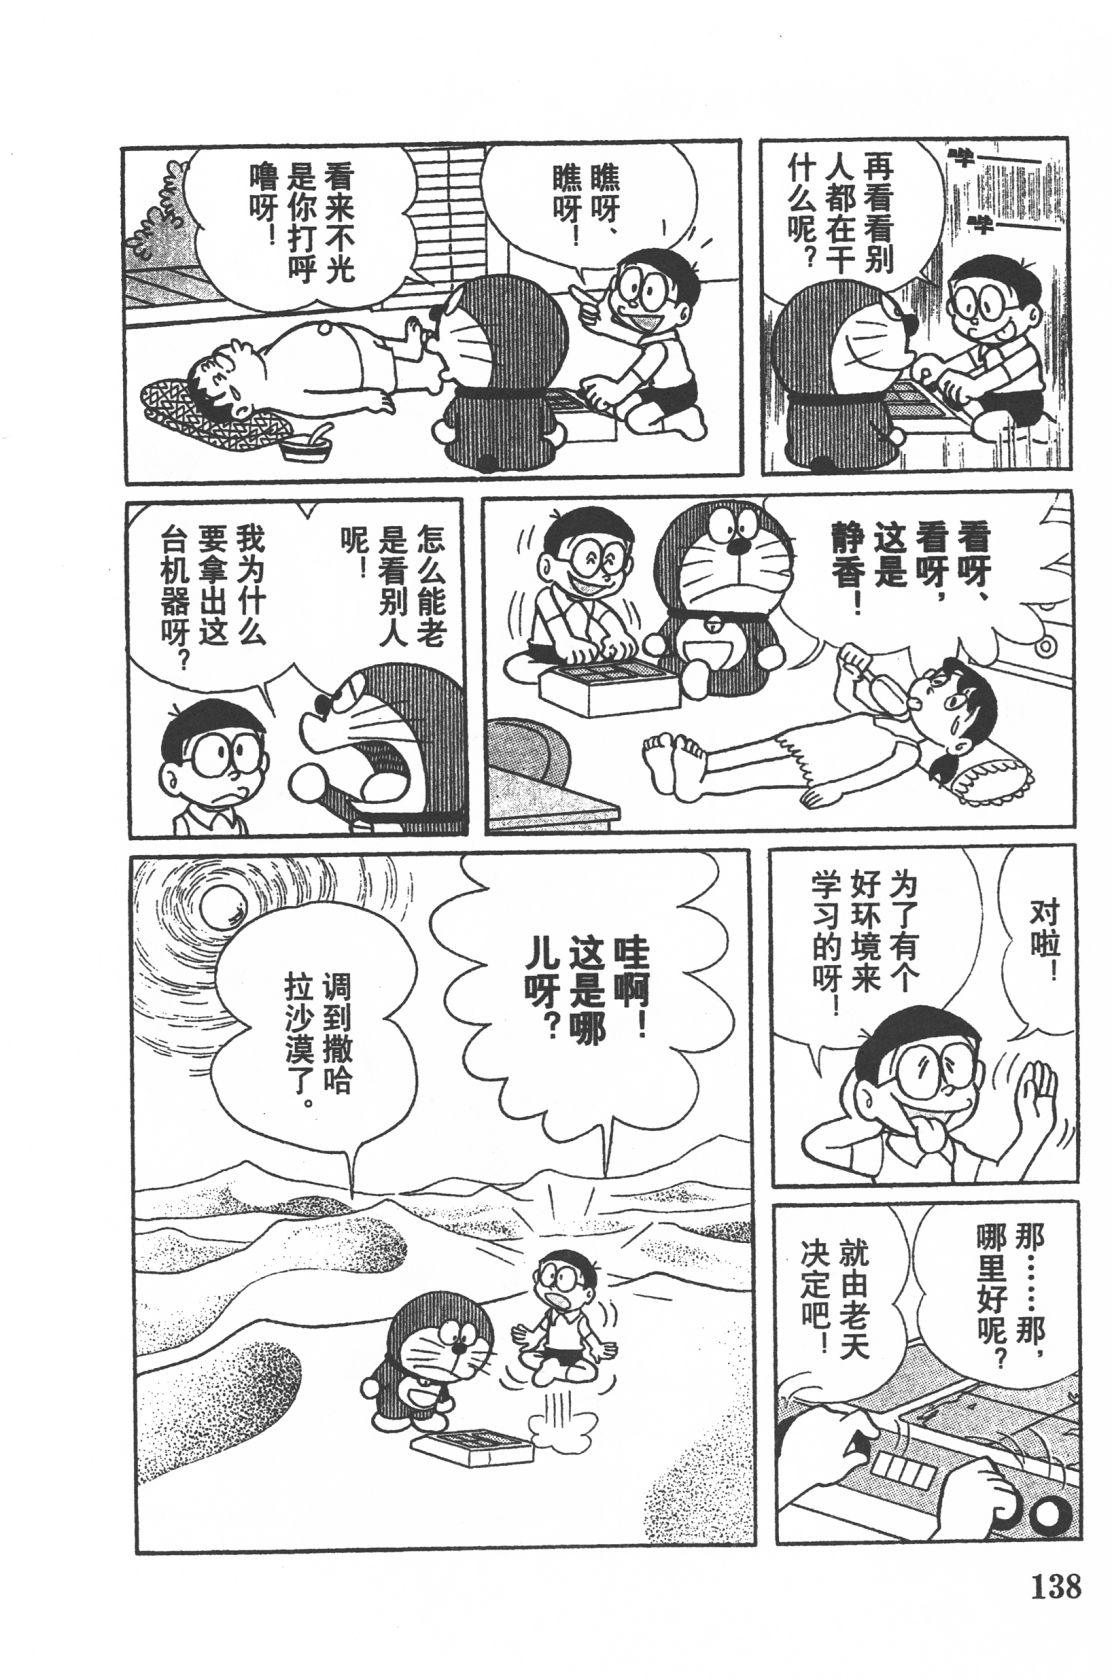 再看看别
人都在干
什么呢？
哔——
哔——
瞧呀、
瞧呀！
看来不光
是你打呼
噜呀！
看呀、
看呀，
这是
静香！
怎么能老
是看别人
呢！
我为什么
要拿出这
台机器呀？
对啦！
为了有个
好环境来
学习的呀！
那……那，
哪里好呢？
就由老天
决定吧！
哇啊！
这是哪
儿呀？
调到撒哈
拉沙漠了。
138